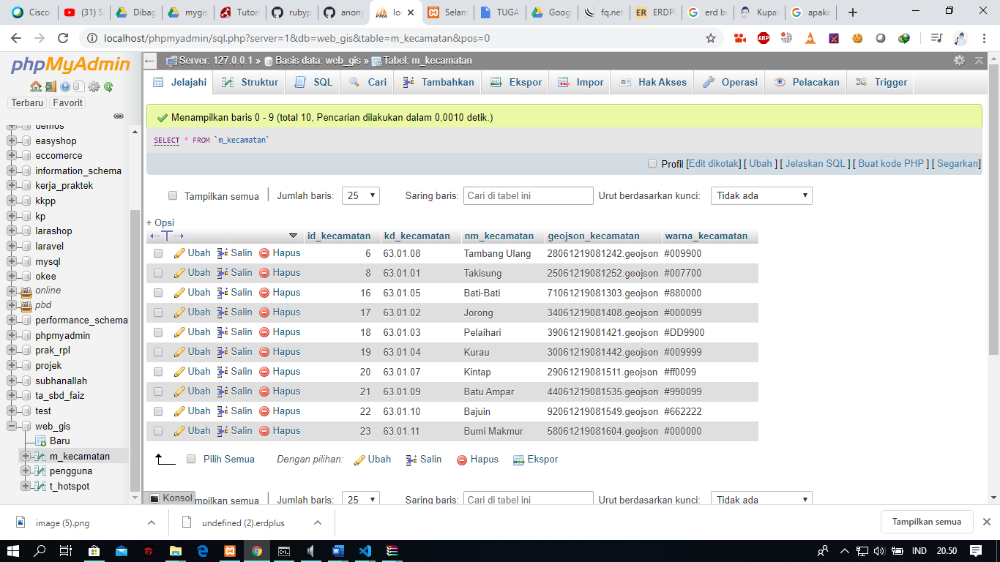 Cisco
(31) S
Dibag
mygis
Tutori
rubyp
anony
lo
Selam
TUGA
Googl
fq.net
ERDPl
erd bu
Kupas
apaka
localhost/phpmyadmin/sql.php?server=1&db=web_gis&table=m_kecamatan&pos=0
phpMyAdmin
Terbaru
Favorit
demos
easyshop
eccomerce
information_schema
kerja_praktek
kkpp
kp
larashop
laravel
mysql
okee
online
pbd
performance_schema
phpmyadmin
prak_rpl
projek
subhanallah
ta_sbd_faiz
test
web_gis
Baru
m_kecamatan
pengguna
t_hotspot
Server: 127.0.0.1 » Basis data: web_gis » Tabel: m_kecamatan
Jelajahi Struktur SQL Cari Tambahkan Ekspor Impor Hak Akses Operasi Pelacakan Trigger
Menampilkan baris 0 - 9 (total 10, Pencarian dilakukan dalam 0,0010 detik.)
SELECT * FROM `m_kecamatan`
Profil [Edit dikotak] [ Ubah ] [ Jelaskan SQL ] [ Buat kode PHP ] [ Segarkan]
Tampilkan semua | Jumlah baris: 25 Saring baris: Cari di tabel ini Urut berdasarkan kunci: Tidak ada
+ Opsi
id_kecamatan kd_kecamatan nm_kecamatan geojson_kecamatan warna_kecamatan
Ubah Salin Hapus 6 63.01.08 Tambang Ulang 28061219081242.geojson #009900
Ubah Salin Hapus 8 63.01.01 Takisung 25061219081252.geojson #007700
Ubah Salin Hapus 16 63.01.05 Bati-Bati 71061219081303.geojson #880000
Ubah Salin Hapus 17 63.01.02 Jorong 34061219081408.geojson #000099
Ubah Salin Hapus 18 63.01.03 Pelaihari 39061219081421.geojson #DD9900
Ubah Salin Hapus 19 63.01.04 Kurau 30061219081442.geojson #009999
Ubah Salin Hapus 20 63.01.07 Kintap 29061219081511.geojson #ff0099
Ubah Salin Hapus 21 63.01.09 Batu Ampar 44061219081535.geojson #990099
Ubah Salin Hapus 22 63.01.10 Bajuin 92061219081549.geojson #662222
Ubah Salin Hapus 23 63.01.11 Bumi Makmur 58061219081604.geojson #000000
Pilih Semua Dengan pilihan: Ubah Salin Hapus Ekspor
Konsol
mpilkan semua | Jumlah baris: 25 Saring baris: Cari di tabel ini Urut berdasarkan kunci: Tidak ada
image (5).png
undefined (2).erdplus
Tampilkan semua
IND 20.50